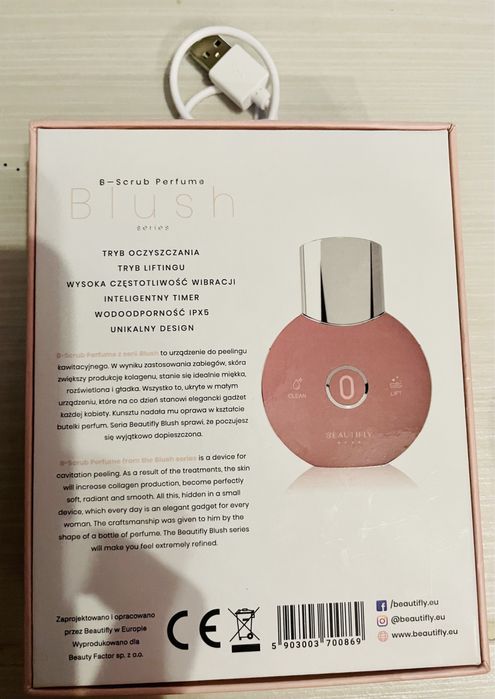 B–Scrub Perfume
Blush
series
TRYB OCZYSZCZANIA
TRYB LIFTINGU
WYSOKA CZĘSTOTLIWOŚĆ WIBRACJI
INTELIGENTNY TIMER
WODOODPORNOŚĆ IPX5
UNIKALNY DESIGN
B-Scrub Perfume z serii Blush to urządzenie do peelingu
kawitacyjnego. W wyniku zastosowania zabiegów, skóra
zwiększy produkcję kolagenu, stanie się idealnie miękka,
rozświetlona i gładka. Wszystko to, ukryte w małym
urządzeniu, które na co dzień stanowi elegancki gadżet
każdej kobiety. Kunsztu nadała mu oprawa w kształcie
butelki perfum. Seria Beautifly Blush sprawi, że poczujesz
się wyjątkowo dopieszczona.
B-Scrub Perfume from the Blush series is a device for
cavitation peeling. As a result of the treatments, the skin
will increase collagen production, become perfectly
soft, radiant and smooth. All this, hidden in a small
device, which every day is an elegant gadget for every
woman. The craftsmanship was given to him by the
shape of a bottle of perfume. The Beautifly Blush series
will make you feel extremely refined.
CLEAN
LIFT
BEAUTIFLY
Zaprojektowano i opracowano
przez Beautifly w Europie
Wyprodukowano dla
Beauty Factor sp. z o.o.
CE
5 903003 700869
/beautifly.eu
@beautifly.eu
www.beautifly.eu